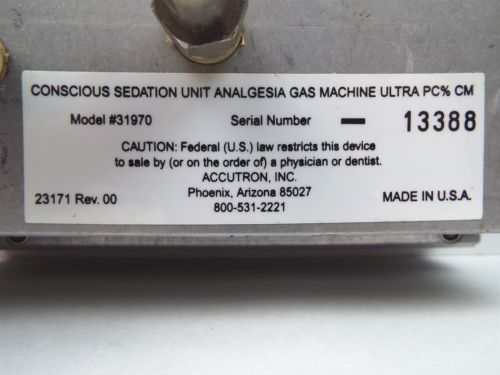 CONSCIOUS SEDATION UNIT ANALGESIA GAS MACHINE ULTRA PC% CM
Model #31970 Serial Number - 13388
CAUTION: Federal (U.S.) law restricts this device
to sale by (or on the order of) a physician or dentist.
ACCUTRON, INC.
Phoenix, Arizona 85027
23171 Rev. 00 800-531-2221 MADE IN U.S.A.